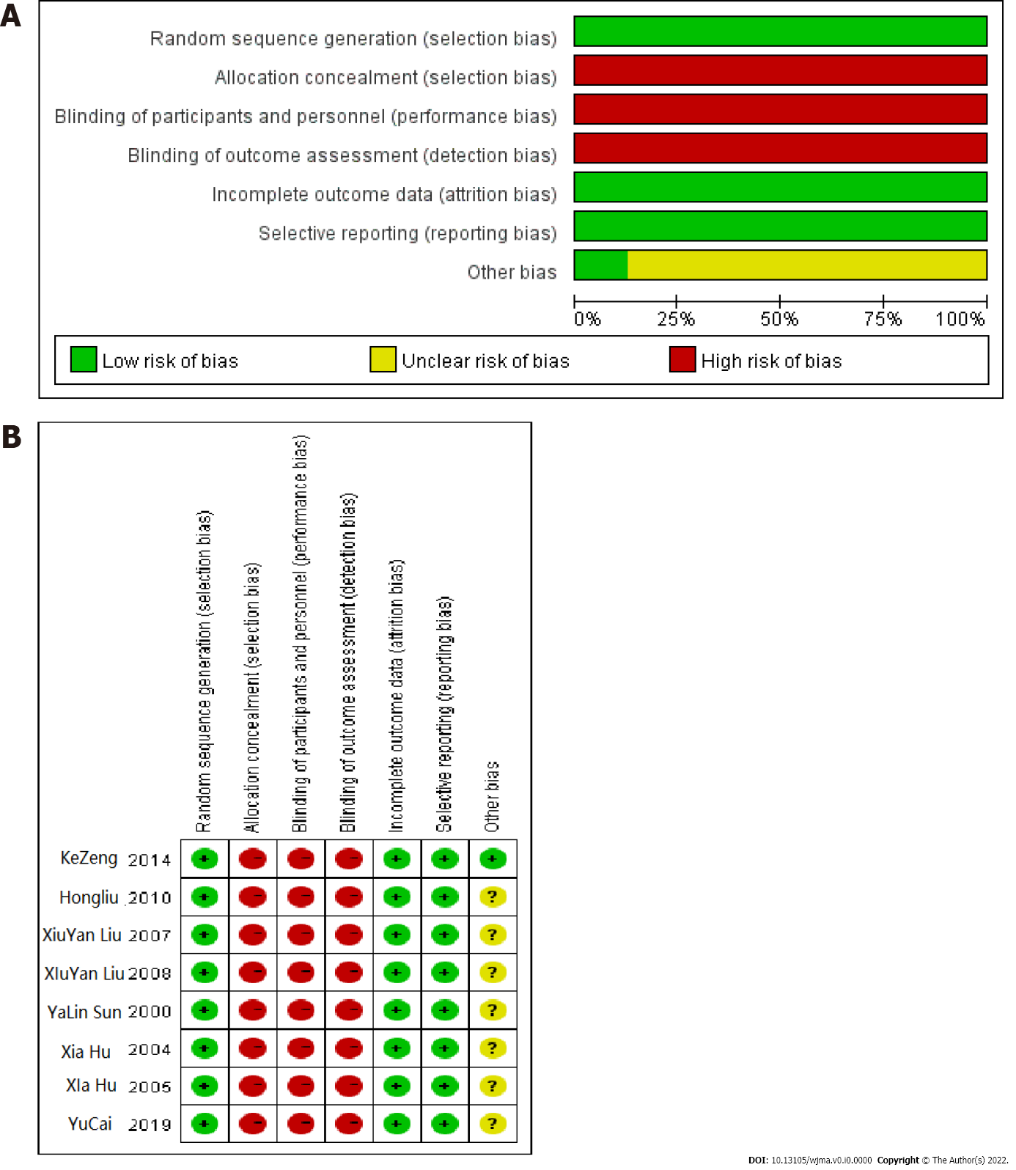 A
Random sequence generation (selection bias)
Allocation concealment (selection bias)
Blinding of participants and personnel (performance bias)
Blinding of outcome assessment (detection bias)
Incomplete outcome data (attrition bias)
Selective reporting (reporting bias)
Other bias
0% 25% 50% 75% 100%
Low risk of bias Unclear risk of bias High risk of bias
B
Random sequence generation (selection bias)
Allocation concealment (selection bias)
Blinding of participants and personnel (performance bias)
Blinding of outcome assessment (detection bias)
Incomplete outcome data (attrition bias)
Selective reporting (reporting bias)
Other bias
KeZeng 2014 + - - - + + +
Hongliu 2010 + - - - + + ?
XiuYan Liu 2007 + - - - + + ?
XIuYan Liu 2008 + - - - + + ?
YaLin Sun 2000 + - - - + + ?
Xia Hu 2004 + - - - + + ?
XIa Hu 2005 + - - - + + ?
YuCai 2019 + - - - + + ?
DOI: 10.13105/wjma.v0.i0.0000 Copyright © The Author(s) 2022.